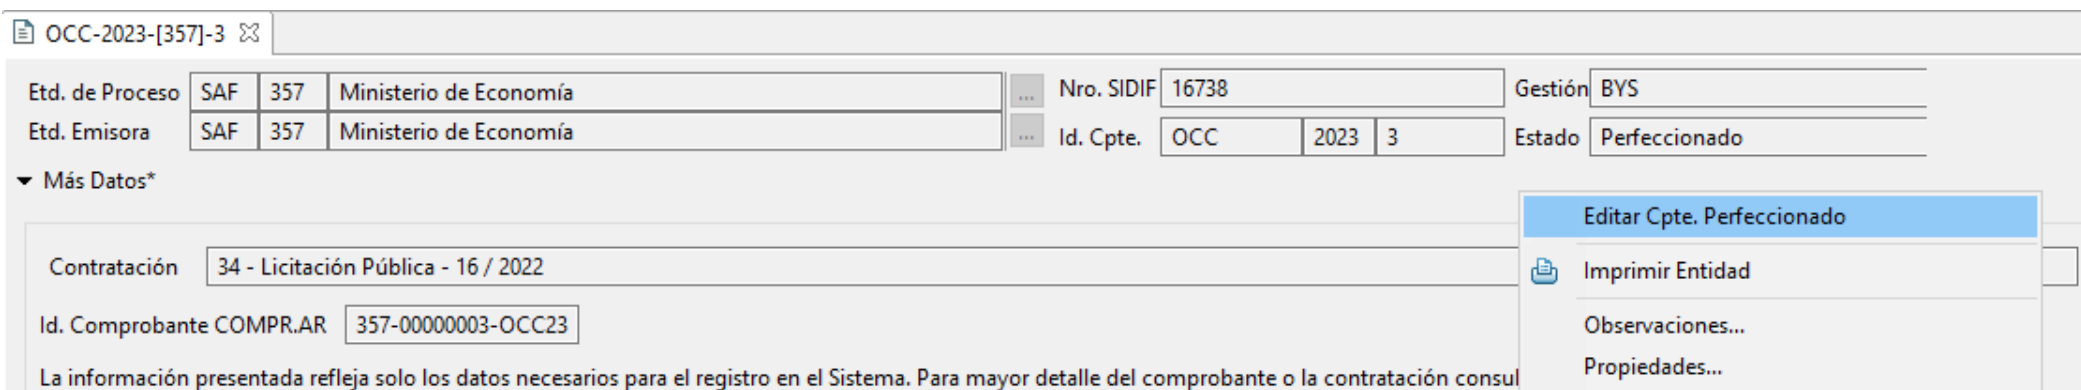 OCC-2023-[357]-3
Etd. de Proceso SAF 357 Ministerio de Economía ... Nro. SIDIF 16738 Gestión BYS
Etd. Emisora SAF 357 Ministerio de Economía ... Id. Cpte. OCC 2023 3 Estado Perfeccionado
Más Datos*
Editar Cpte. Perfeccionado
Contratación 34 - Licitación Pública - 16 / 2022
Imprimir Entidad
Id. Comprobante COMPR.AR 357-00000003-OCC23
Observaciones...
Propiedades...
La información presentada refleja solo los datos necesarios para el registro en el Sistema. Para mayor detalle del comprobante o la contratación consul